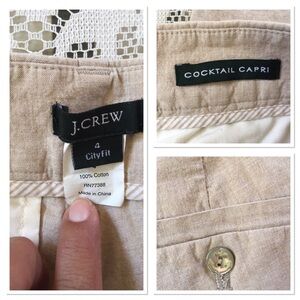 J.CREW
4
CityFit
100% Cotton
RN77388
Made in China
COCKTAIL CAPRI